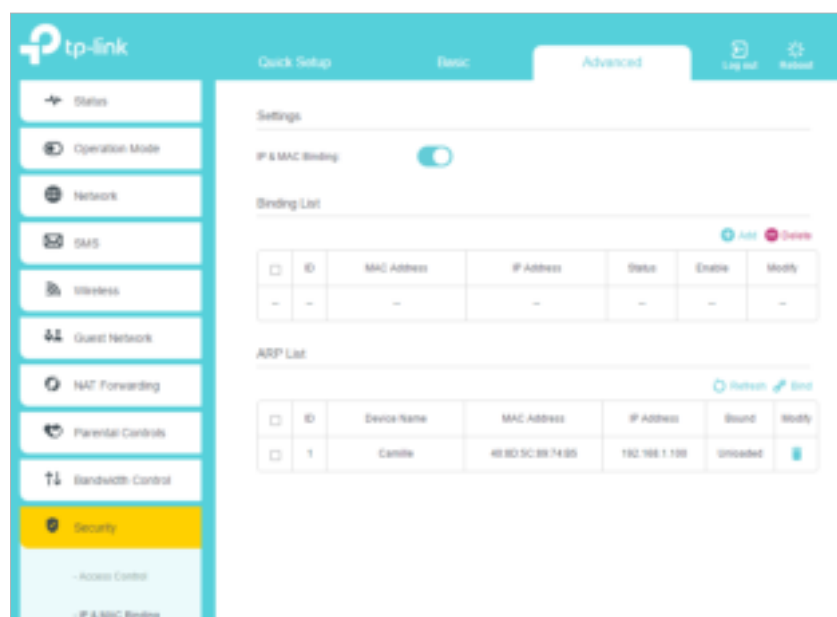 tp-link
Quick Setup
Basic
Advanced
Log out
Reboot
Status
Operation Mode
Network
SMS
Wireless
Guest Network
NAT Forwarding
Parental Controls
Bandwidth Control
Security
- Access Control
- IP & MAC Binding
Settings
IP & MAC Binding:
Binding List
Add Delete
ID MAC Address IP Address Status Enable Modify
-- -- -- -- -- -- --
ARP List
Refresh Bind
ID Device Name MAC Address IP Address Bound Modify
1 Camille 192.168.1.100 Unloaded